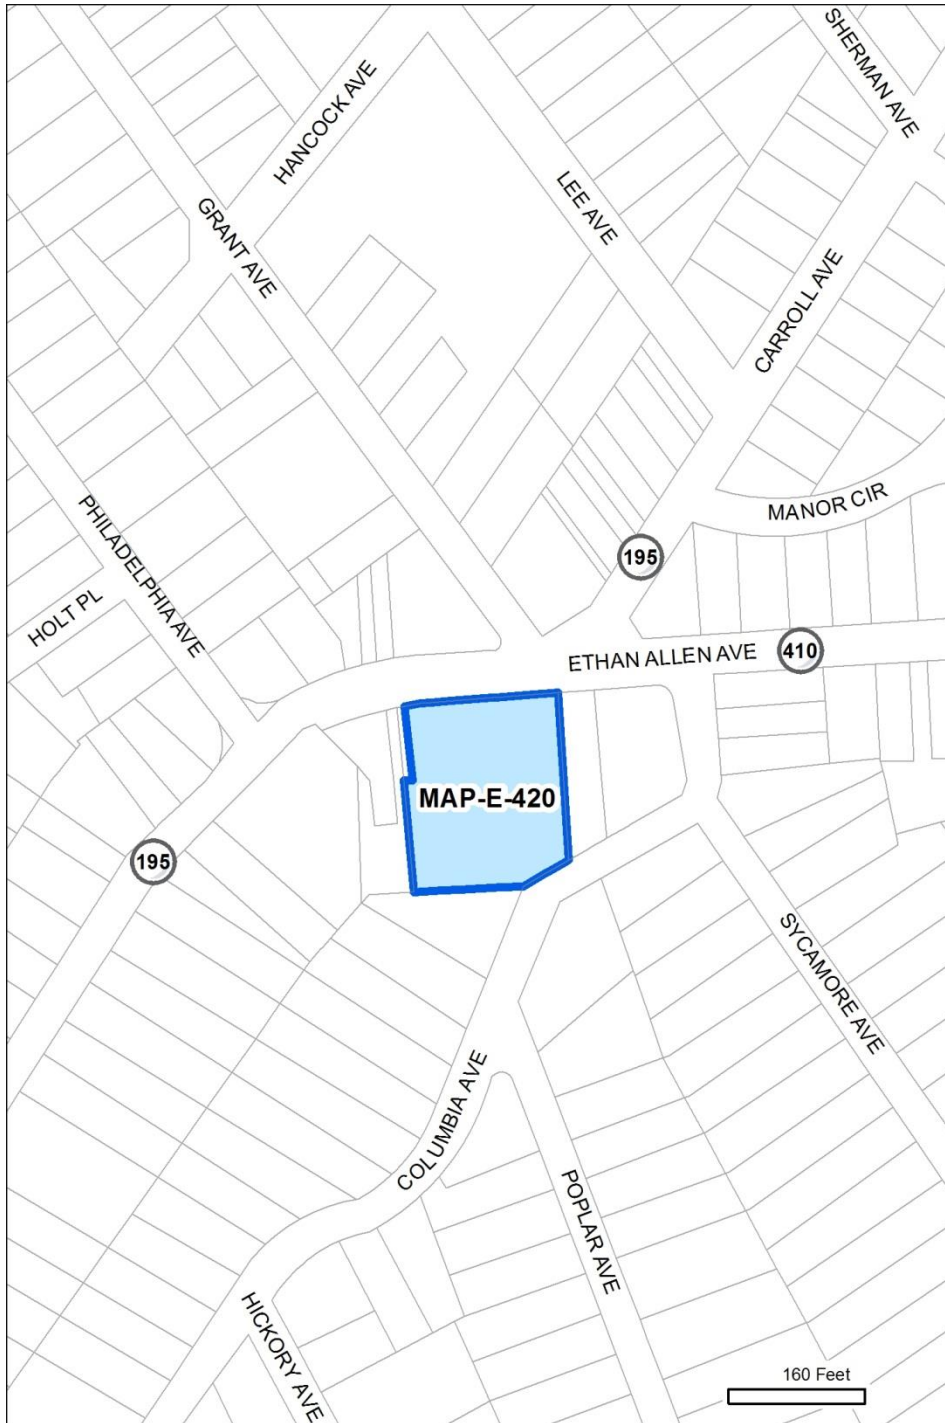 SHERMAN AVE
HANCOCK AVE
LEE AVE
GRANT AVE
CARROLL AVE
MANOR CIR
PHILADELPHIA AVE
195
HOLT PL
ETHAN ALLEN AVE
410
MAP-E-420
195
SYCAMORE AVE
COLUMBIA AVE
POPLAR AVE
HICKORY AVE
160 Feet